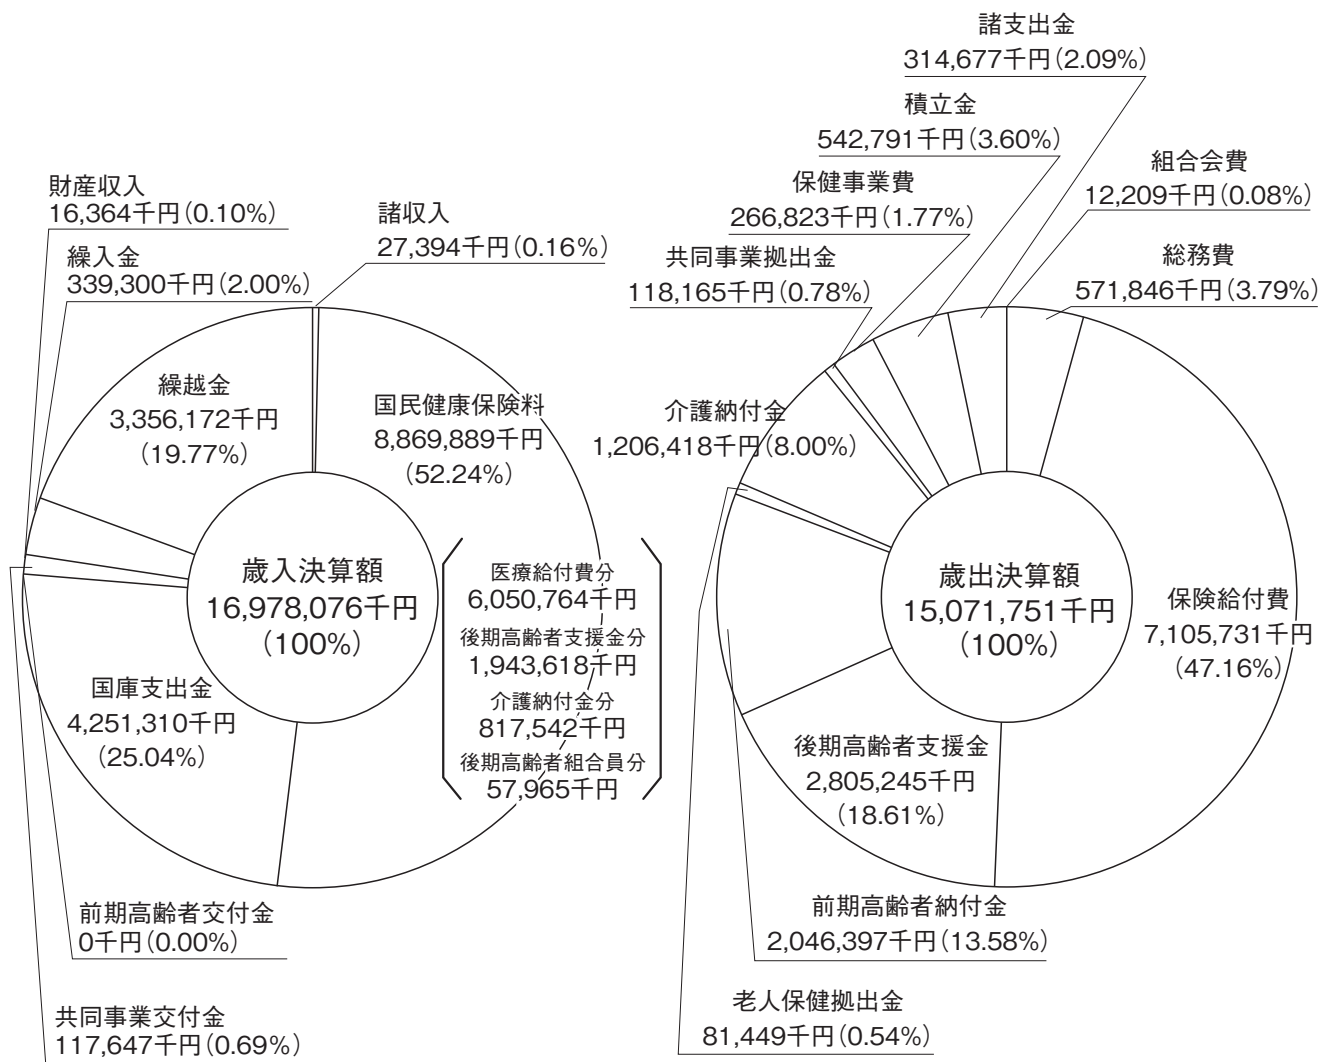 財産収入
16,364千円(0.10%)
繰入金
339,300千円(2.00%)
諸収入
27,394千円(0.16%)
繰越金
3,356,172千円
(19.77%)
国民健康保険料
8,869,889千円
(52.24%)
歳入決算額
16,978,076千円
(100%)
医療給付費分
6,050,764千円
後期高齢者支援金分
1,943,618千円
介護納付金分
817,542千円
後期高齢者組合員分
57,965千円
国庫支出金
4,251,310千円
(25.04%)
前期高齢者交付金
0千円(0.00%)
共同事業交付金
117,647千円(0.69%)
諸支出金
314,677千円(2.09%)
積立金
542,791千円(3.60%)
保健事業費
266,823千円(1.77%)
共同事業拠出金
118,165千円(0.78%)
組合会費
12,209千円(0.08%)
総務費
571,846千円(3.79%)
介護納付金
1,206,418千円(8.00%)
歳出決算額
15,071,751千円
(100%)
保険給付費
7,105,731千円
(47.16%)
後期高齢者支援金
2,805,245千円
(18.61%)
前期高齢者納付金
2,046,397千円(13.58%)
老人保健拠出金
81,449千円(0.54%)